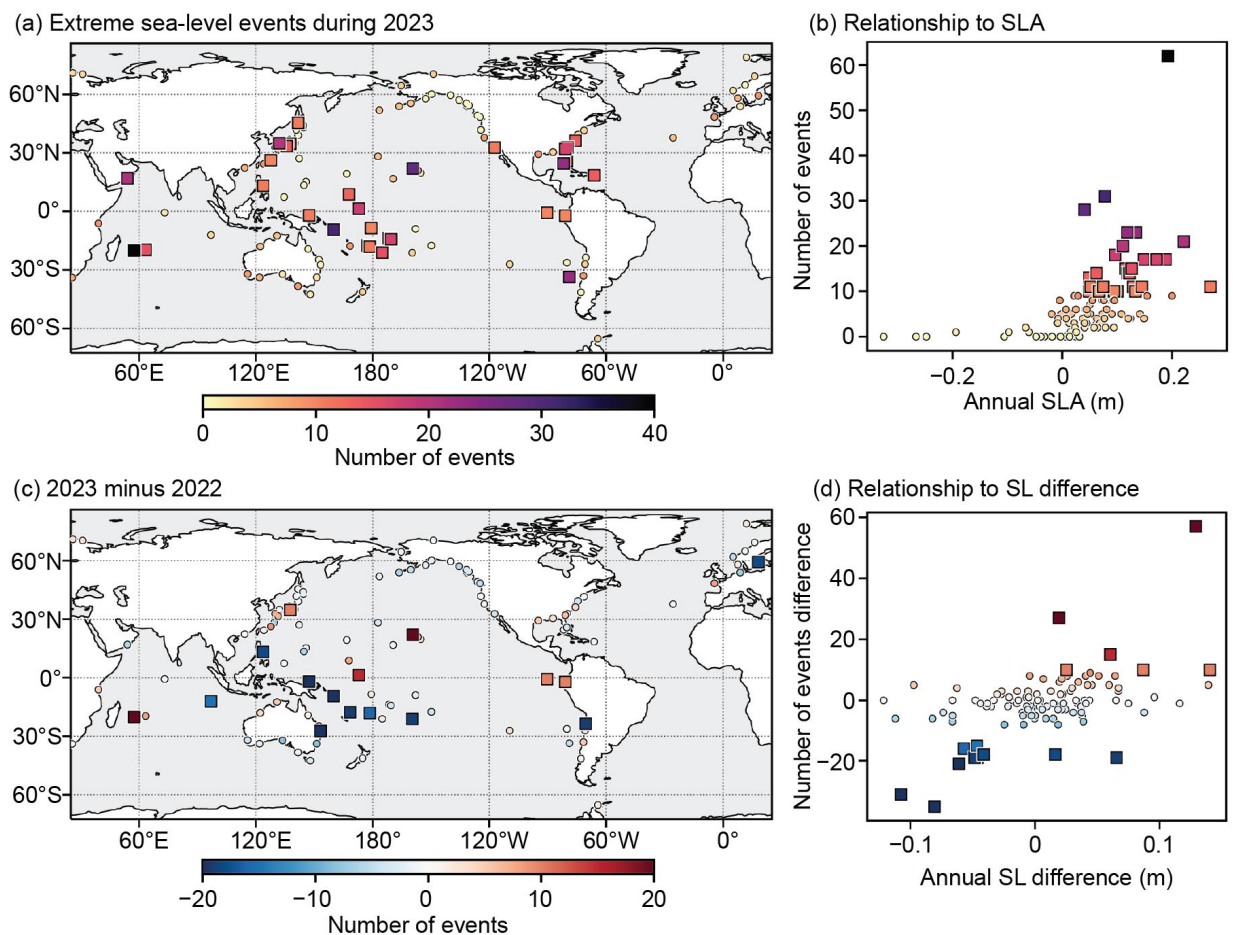 (a) Extreme sea-level events during 2023
60°N
30°N
0°
30°S
60°S
60°E 120°E 180° 120°W 60°W 0°
0 10 20 30 40
Number of events
(b) Relationship to SLA
Number of events
60
50
40
30
20
10
0
−0.2 0 0.2
Annual SLA (m)
(c) 2023 minus 2022
60°N
30°N
0°
30°S
60°S
60°E 120°E 180° 120°W 60°W 0°
−20 −10 0 10 20
Number of events
(d) Relationship to SL difference
Number of events difference
60
40
20
0
−20
−0.1 0 0.1
Annual SL difference (m)